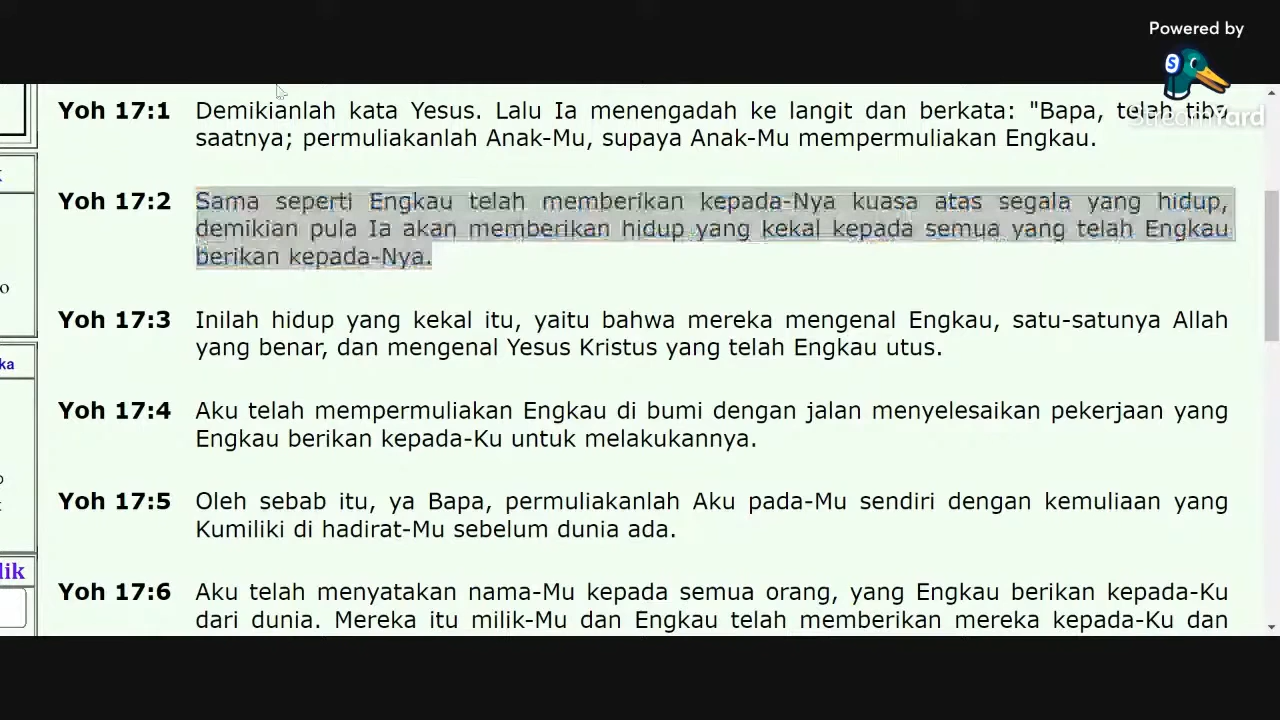 Powered by
StreamYard
Yoh 17:1 Demikianlah kata Yesus. Lalu Ia menengadah ke langit dan berkata: "Bapa, telah tiba
saatnya; permuliakanlah Anak-Mu, supaya Anak-Mu mempermuliakan Engkau.
Yoh 17:2 Sama seperti Engkau telah memberikan kepada-Nya kuasa atas segala yang hidup,
demikian pula Ia akan memberikan hidup yang kekal kepada semua yang telah Engkau
berikan kepada-Nya.
Yoh 17:3 Inilah hidup yang kekal itu, yaitu bahwa mereka mengenal Engkau, satu-satunya Allah
yang benar, dan mengenal Yesus Kristus yang telah Engkau utus.
ka
Yoh 17:4 Aku telah mempermuliakan Engkau di bumi dengan jalan menyelesaikan pekerjaan yang
Engkau berikan kepada-Ku untuk melakukannya.
Yoh 17:5 Oleh sebab itu, ya Bapa, permuliakanlah Aku pada-Mu sendiri dengan kemuliaan yang
Kumiliki di hadirat-Mu sebelum dunia ada.
lik
Yoh 17:6 Aku telah menyatakan nama-Mu kepada semua orang, yang Engkau berikan kepada-Ku
dari dunia. Mereka itu milik-Mu dan Engkau telah memberikan mereka kepada-Ku dan